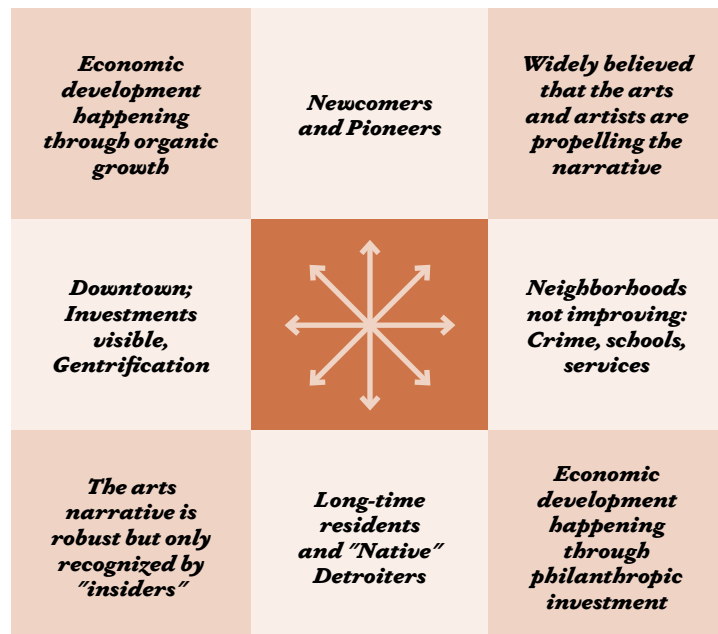 Economic
development
happening
through organic
growth
Newcomers
and Pioneers
Widely believed
that the arts
and artists are
propelling the
narrative
Downtown;
Investments
visible,
Gentrification
Neighborhoods
not improving:
Crime, schools,
services
The arts
narrative is
robust but only
recognized by
"insiders"
Long-time
residents
and "Native"
Detroiters
Economic
development
happening
through
philanthropic
investment